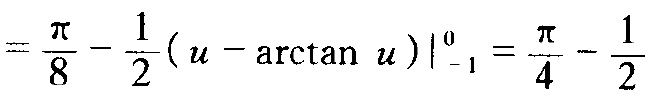 = π/8 − 1/2 ( u − arctan u ) |⁰₋₁ = π/4 − 1/2